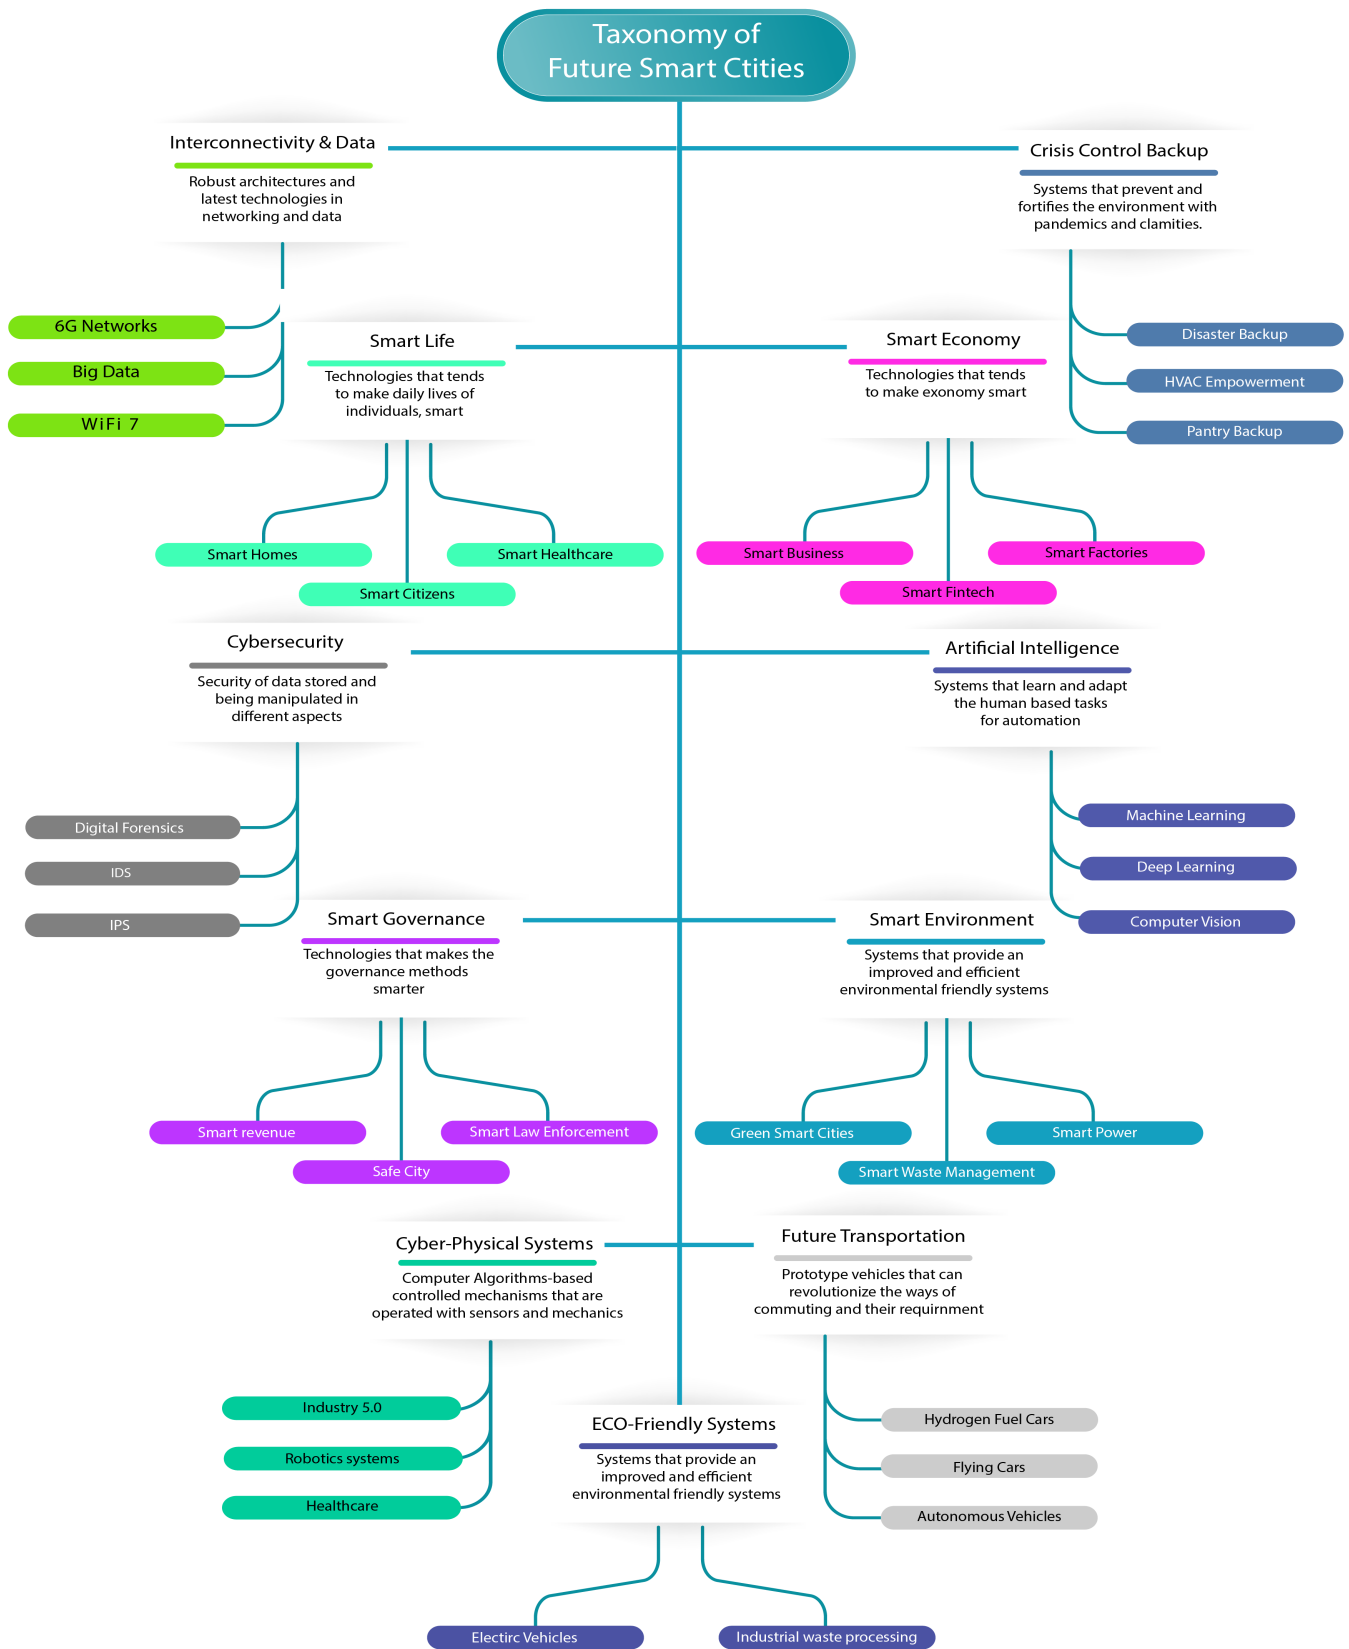 Taxonomy of
Future Smart Ctities
Interconnectivity & Data
Robust architectures and
latest technologies in
networking and data
6G Networks
Big Data
WiFi 7
Crisis Control Backup
Systems that prevent and
fortifies the environment with
pandemics and clamities.
Disaster Backup
HVAC Empowerment
Pantry Backup
Smart Life
Technologies that tends
to make daily lives of
individuals, smart
Smart Homes
Smart Healthcare
Smart Citizens
Smart Economy
Technologies that tends
to make exonomy smart
Smart Business
Smart Factories
Smart Fintech
Cybersecurity
Security of data stored and
being manipulated in
different aspects
Digital Forensics
IDS
IPS
Artificial Intelligence
Systems that learn and adapt
the human based tasks
for automation
Machine Learning
Deep Learning
Computer Vision
Smart Governance
Technologies that makes the
governance methods
smarter
Smart revenue
Smart Law Enforcement
Safe City
Smart Environment
Systems that provide an
improved and efficient
environmental friendly systems
Green Smart Cities
Smart Power
Smart Waste Management
Cyber-Physical Systems
Computer Algorithms-based
controlled mechanisms that are
operated with sensors and mechanics
Industry 5.0
Robotics systems
Healthcare
Future Transportation
Prototype vehicles that can
revolutionize the ways of
commuting and their requirnment
Hydrogen Fuel Cars
Flying Cars
Autonomous Vehicles
ECO-Friendly Systems
Systems that provide an
improved and efficient
environmental friendly systems
Electirc Vehicles
Industrial waste processing